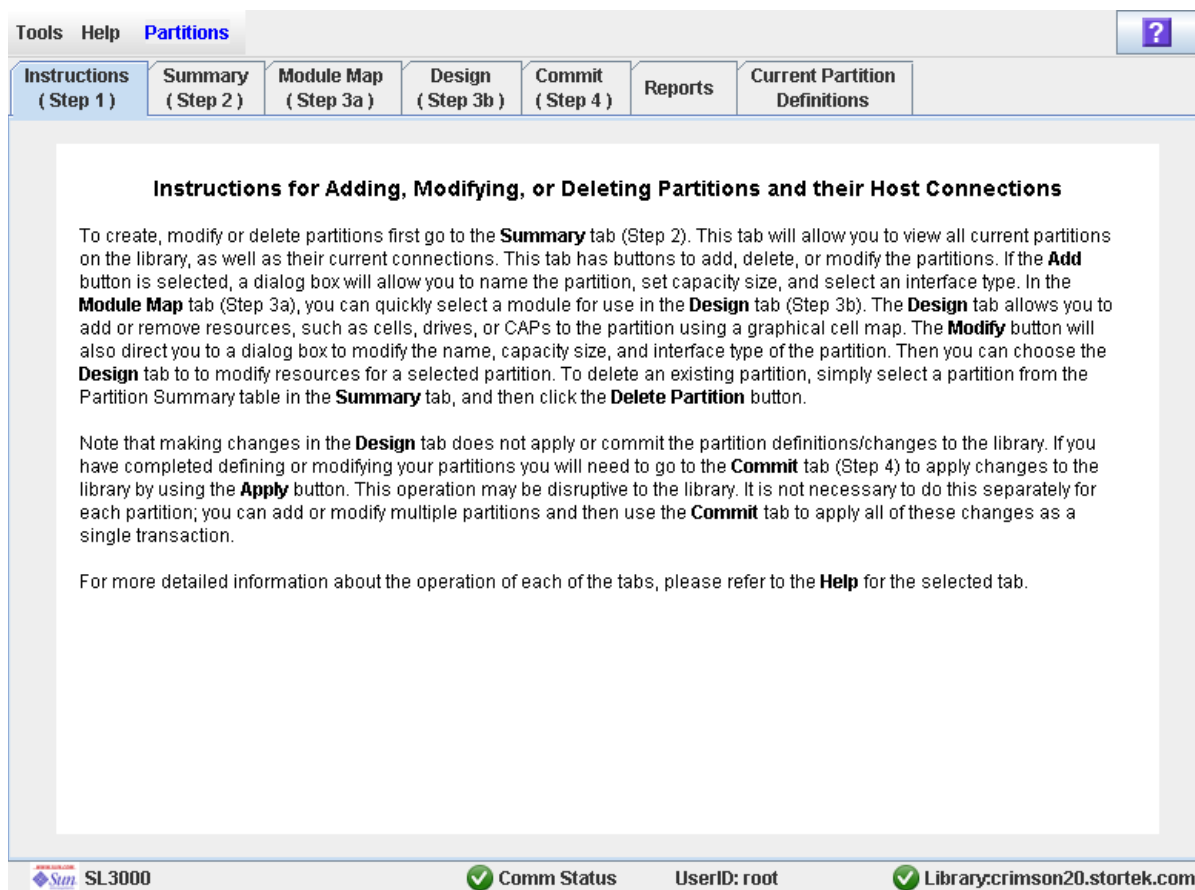 Tools Help Partitions
?
Instructions
( Step 1 )
Summary
( Step 2 )
Module Map
( Step 3a )
Design
( Step 3b )
Commit
( Step 4 )
Reports
Current Partition
Definitions
Instructions for Adding, Modifying, or Deleting Partitions and their Host Connections
To create, modify or delete partitions first go to the Summary tab (Step 2). This tab will allow you to view all current partitions
on the library, as well as their current connections. This tab has buttons to add, delete, or modify the partitions. If the Add
button is selected, a dialog box will allow you to name the partition, set capacity size, and select an interface type. In the
Module Map tab (Step 3a), you can quickly select a module for use in the Design tab (Step 3b). The Design tab allows you to
add or remove resources, such as cells, drives, or CAPs to the partition using a graphical cell map. The Modify button will
also direct you to a dialog box to modify the name, capacity size, and interface type of the partition. Then you can choose the
Design tab to to modify resources for a selected partition. To delete an existing partition, simply select a partition from the
Partition Summary table in the Summary tab, and then click the Delete Partition button.
Note that making changes in the Design tab does not apply or commit the partition definitions/changes to the library. If you
have completed defining or modifying your partitions you will need to go to the Commit tab (Step 4) to apply changes to the
library by using the Apply button. This operation may be disruptive to the library. It is not necessary to do this separately for
each partition; you can add or modify multiple partitions and then use the Commit tab to apply all of these changes as a
single transaction.
For more detailed information about the operation of each of the tabs, please refer to the Help for the selected tab.
Sun SL3000 Comm Status UserID: root Library:crimson20.stortek.com